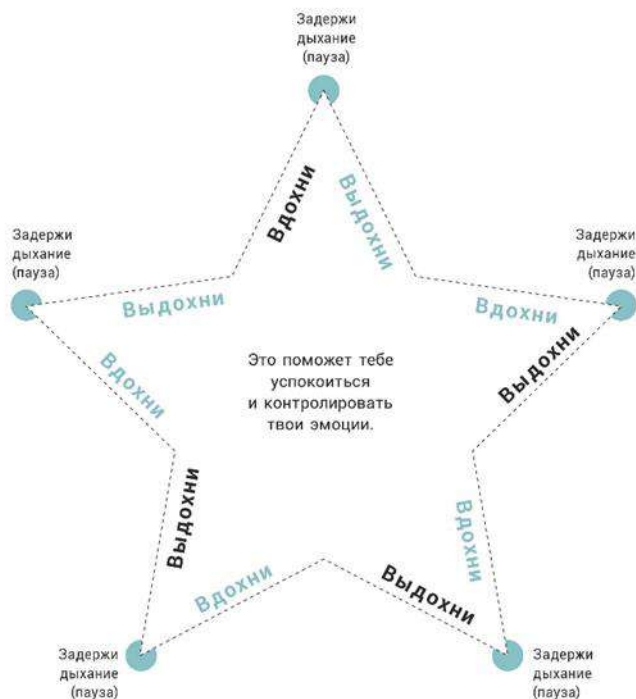 Задержи
дыхание
(пауза)
Вдохни
Выдохни
Задержи
дыхание
(пауза)
Задержи
дыхание
(пауза)
Выдохни
Вдохни
Вдохни
Выдохни
Это поможет тебе
успокоиться
и контролировать
твои эмоции.
Выдохни
Вдохни
Вдохни
Выдохни
Задержи
дыхание
(пауза)
Задержи
дыхание
(пауза)